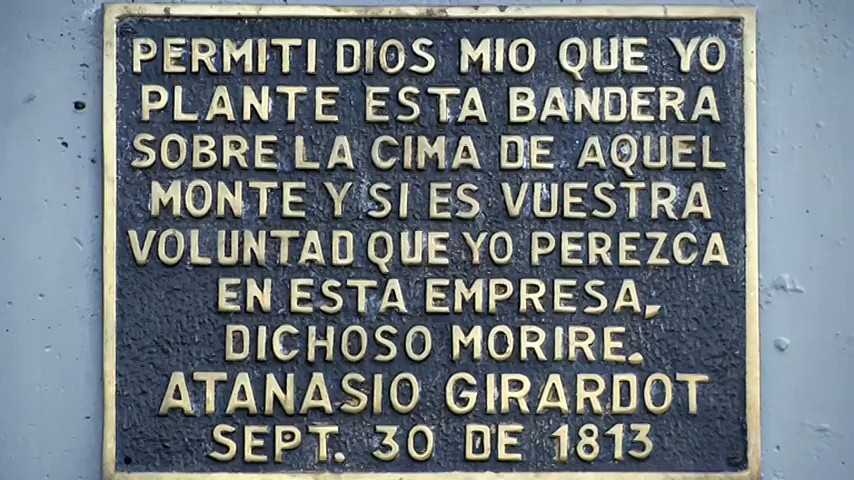 PERMITI DIOS MIO QUE YO
PLANTE ESTA BANDERA
SOBRE LA CIMA DE AQUEL
MONTE Y SI ES VUESTRA
VOLUNTAD QUE YO PEREZCA
EN ESTA EMPRESA,
DICHOSO MORIRE.
ATANASIO GIRARDOT
SEPT. 30 DE 1813